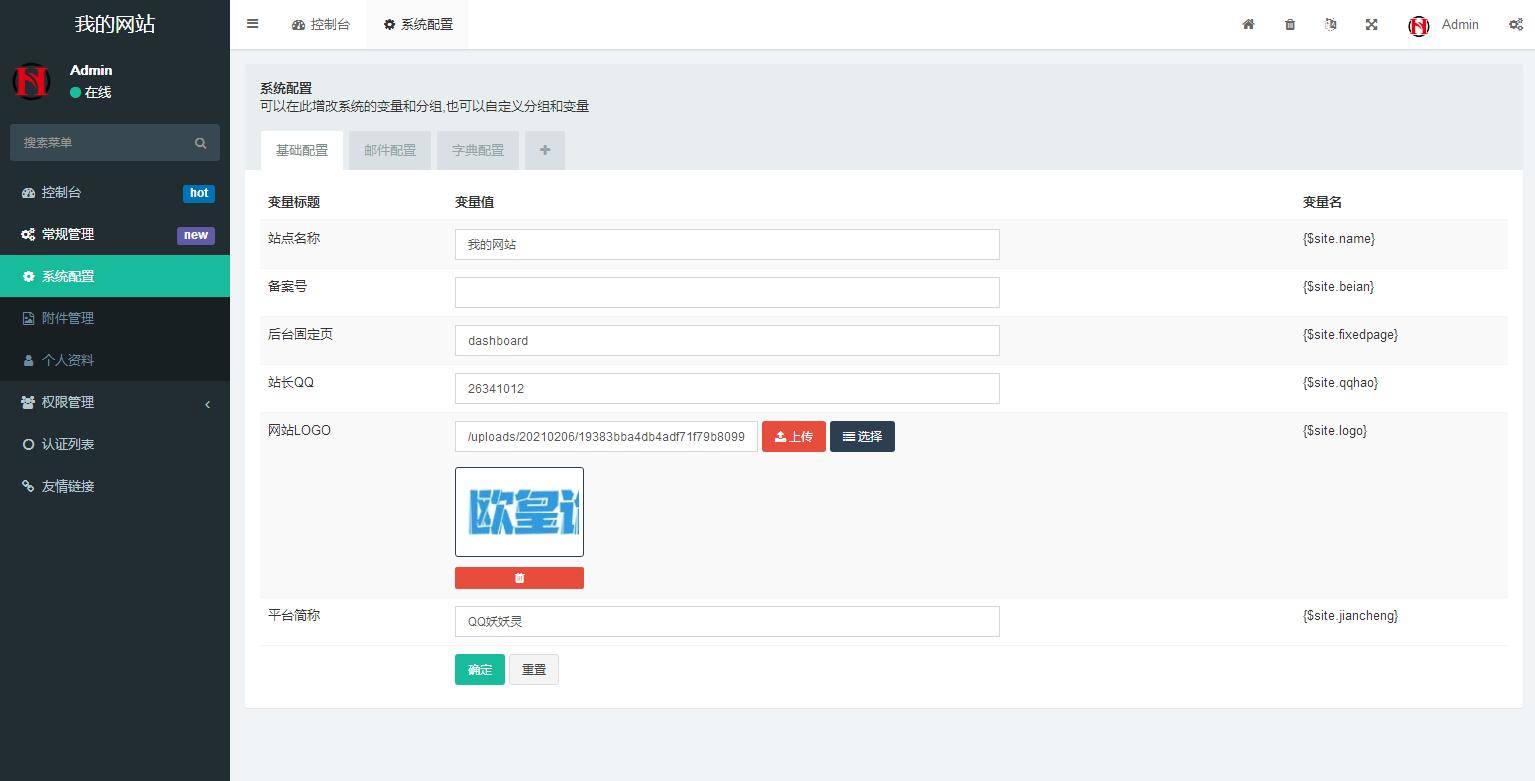 我的网站
控制台
系统配置
Admin
Admin
在线
搜索菜单
控制台 hot
常规管理 new
系统配置
附件管理
个人资料
权限管理
认证列表
友情链接
系统配置
可以在此增改系统的变量和分组,也可以自定义分组和变量
基础配置 邮件配置 字典配置
变量标题 变量值 变量名
站点名称 我的网站 {$site.name}
备案号 {$site.beian}
后台固定页 dashboard {$site.fixedpage}
站长QQ 26341012 {$site.qqhao}
网站LOGO /uploads/20210206/19383bba4db4adf71f79b8099 上传 选择 {$site.logo}
欧皇
平台简称 QQ妖妖灵 {$site.jiancheng}
确定 重置